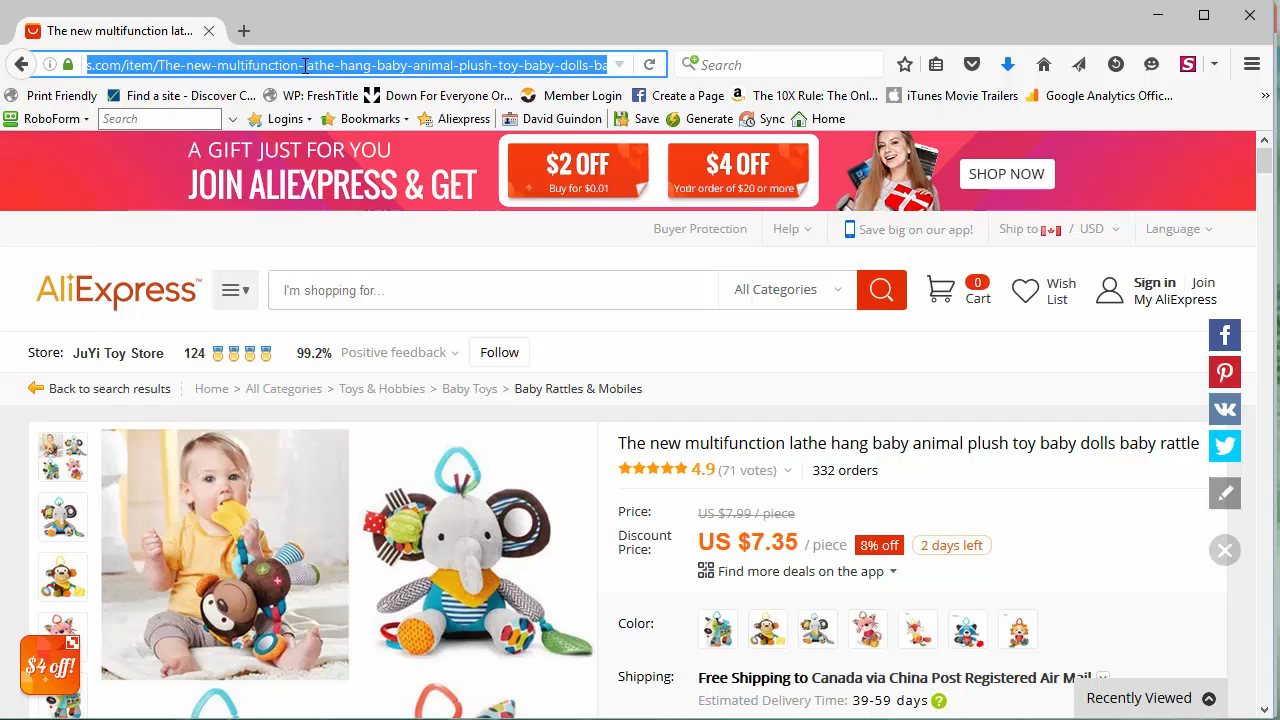 The new multifunction lat...
s.com/item/The-new-multifunction-lathe-hang-baby-animal-plush-toy-baby-dolls-ba
Search
Print Friendly
Find a site - Discover C...
WP: FreshTitle
Down For Everyone Or...
Member Login
Create a Page
The 10X Rule: The Onl...
iTunes Movie Trailers
Google Analytics Offic...
RoboForm
Search
Logins
Bookmarks
Aliexpress
David Guindon
Save
Generate
Sync
Home
A GIFT JUST FOR YOU
JOIN ALIEXPRESS & GET
$2 OFF
Buy for $0.01
$4 OFF
Your order of $20 or more
SHOP NOW
Buyer Protection
Help
Save big on our app!
Ship to / USD
Language
AliExpress™
I'm shopping for...
All Categories
0
Cart
Wish
List
Sign in | Join
My AliExpress
Store: JuYi Toy Store 124 99.2% Positive feedback
Follow
Back to search results
Home > All Categories > Toys & Hobbies > Baby Toys > Baby Rattles & Mobiles
The new multifunction lathe hang baby animal plush toy baby dolls baby rattle
4.9 (71 votes) 332 orders
Price: US $7.99 / piece
Discount
Price:
US $7.35 / piece 8% off 2 days left
Find more deals on the app
Color:
Shipping: Free Shipping to Canada via China Post Registered Air Mail
Estimated Delivery Time: 39-59 days
$4 off!
Recently Viewed